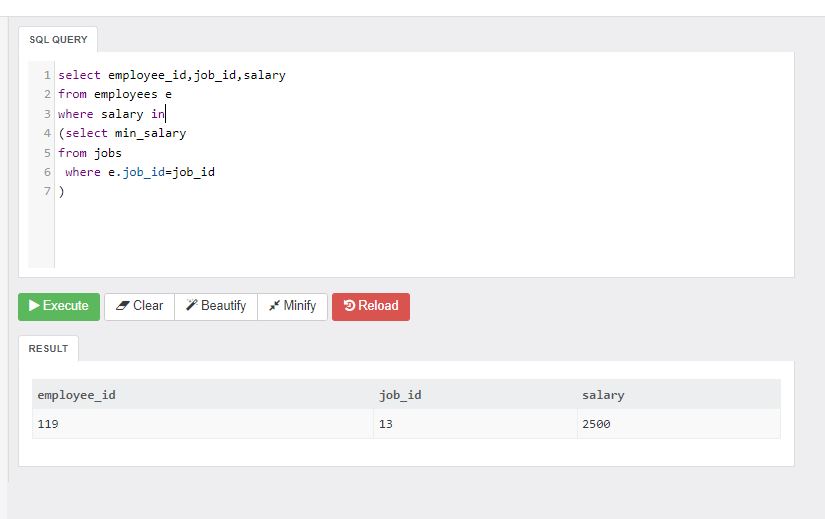 SQL QUERY
1 select employee_id,job_id,salary
2 from employees e
3 where salary in
4 (select min_salary
5 from jobs
6  where e.job_id=job_id
7 )
Execute Clear Beautify Minify Reload
RESULT
employee_id job_id salary
119 13 2500